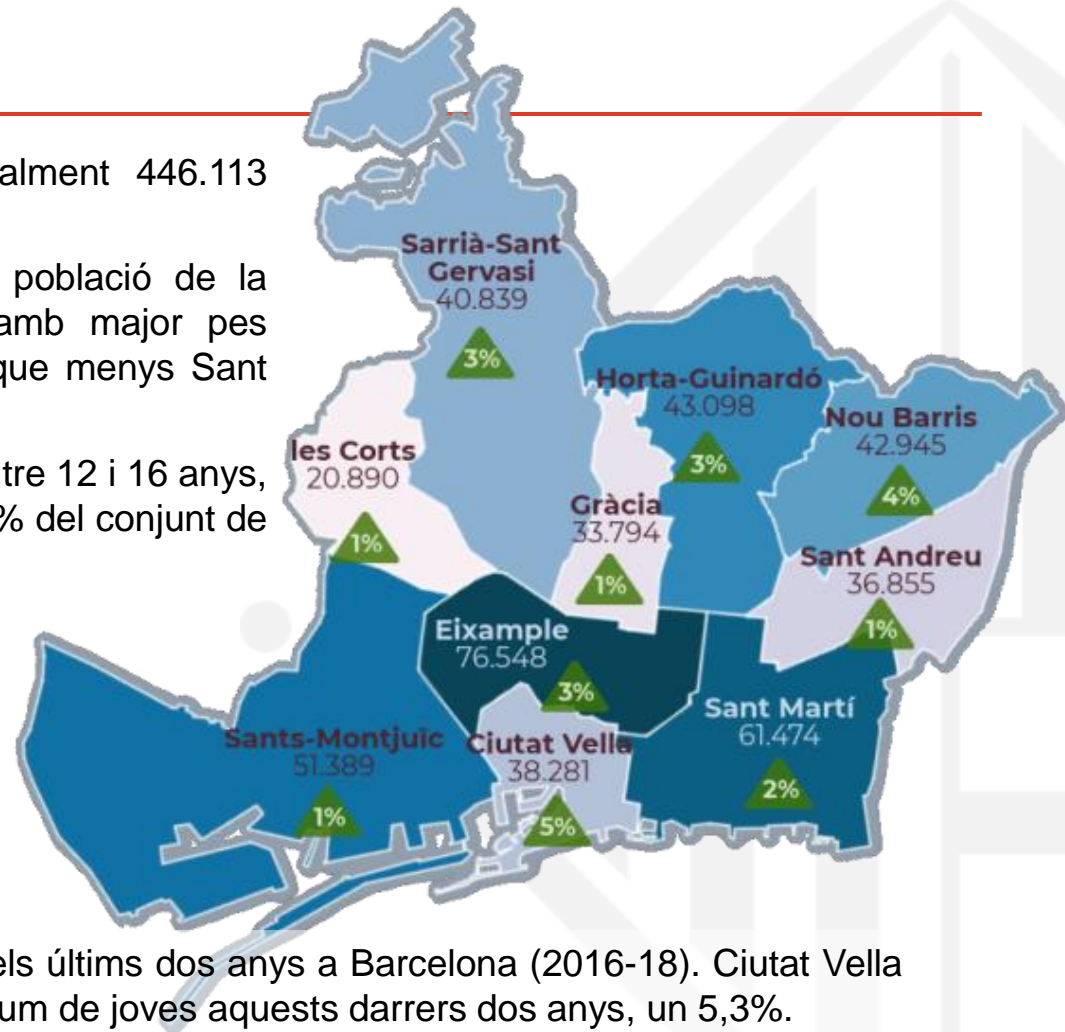 alment 446.113
població de la
amb major pes
que menys Sant
ntre 12 i 16 anys,
% del conjunt de
Sarrià-Sant
Gervasi
40.839
3%
Horta-Guinardó
43.098
3%
Nou Barris
42.945
4%
les Corts
20.890
1%
Gràcia
33.794
1%
Sant Andreu
36.855
1%
Eixample
76.548
3%
Sant Martí
61.474
2%
Sants-Montjuïc
51.389
1%
Ciutat Vella
38.281
5%
els últims dos anys a Barcelona (2016-18). Ciutat Vella
um de joves aquests darrers dos anys, un 5,3%.